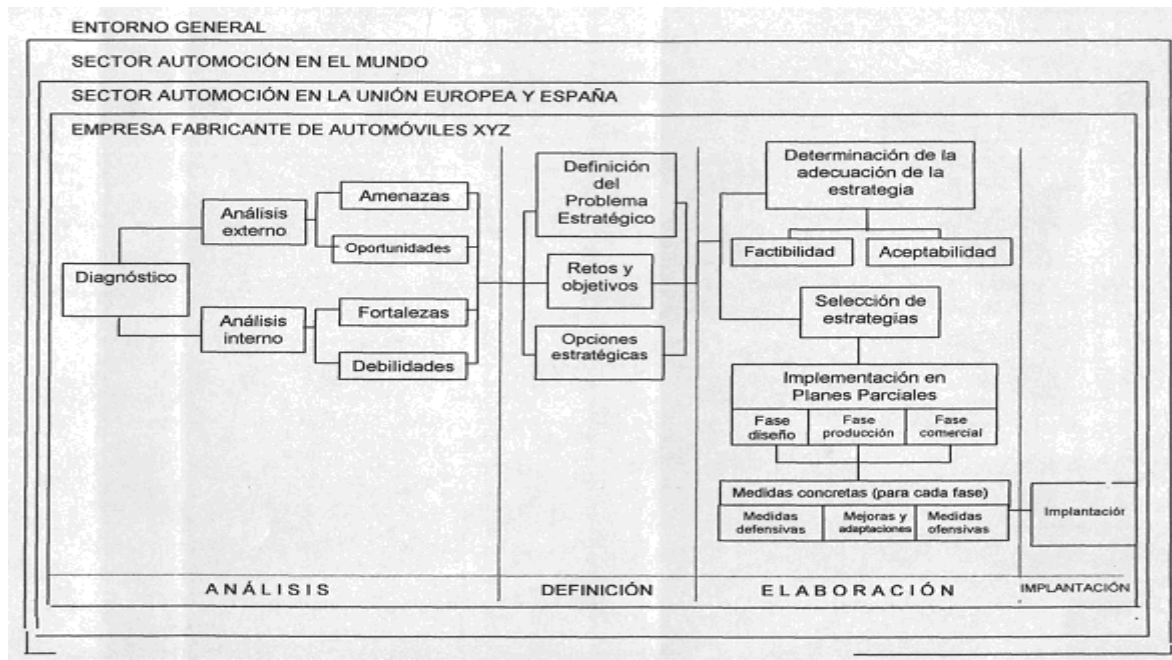 ENTORNO GENERAL
SECTOR AUTOMOCIÓN EN EL MUNDO
SECTOR AUTOMOCIÓN EN LA UNIÓN EUROPEA Y ESPAÑA
EMPRESA FABRICANTE DE AUTOMÓVILES XYZ
Diagnóstico
Análisis
externo
Análisis
interno
Amenazas
Oportunidades
Fortalezas
Debilidades
Definición
del
Problema
Estratégico
Retos y
objetivos
Opciones
estratégicas
Determinación de la
adecuación de la
estrategia
Factibilidad
Aceptabilidad
Selección de
estrategias
Implementación en
Planes Parciales
Fase
diseño
Fase
producción
Fase
comercial
Medidas concretas (para cada fase)
Medidas
defensivas
Mejoras y
adaptaciones
Medidas
ofensivas
Implantación
ANÁLISIS
DEFINICIÓN
ELABORACIÓN
IMPLANTACIÓN